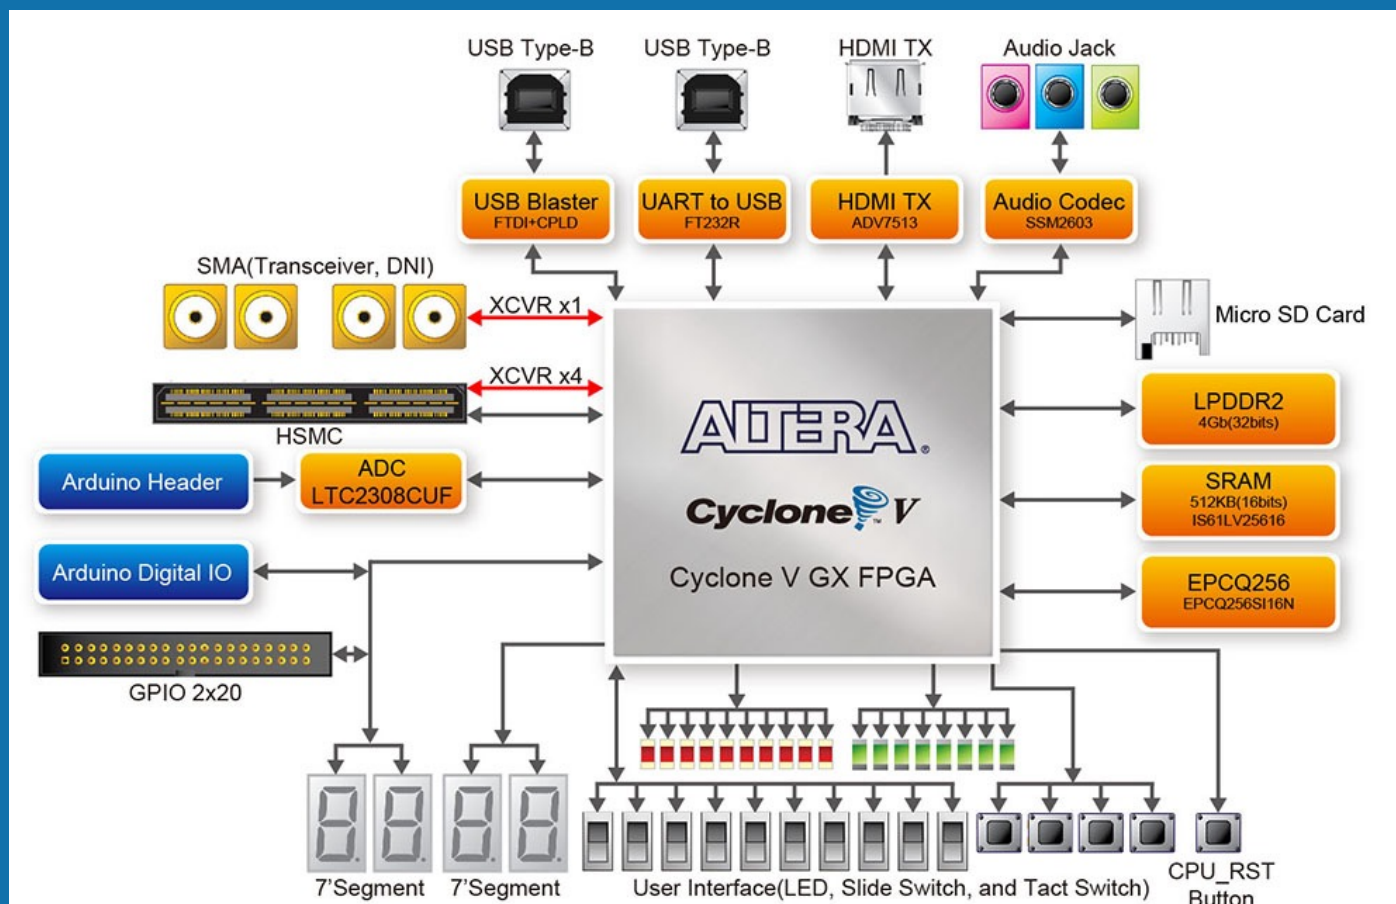 USB Type-B
USB Type-B
HDMI TX
Audio Jack
USB Blaster
FTDI+CPLD
UART to USB
FT232R
HDMI TX
ADV7513
Audio Codec
SSM2603
SMA(Transceiver, DNI)
XCVR x1
Micro SD Card
XCVR x4
HSMC
LPDDR2
4Gb(32bits)
ALTERA®
Arduino Header
ADC
LTC2308CUF
SRAM
512KB(16bits)
IS61LV25616
Cyclone™ V
Cyclone V GX FPGA
Arduino Digital IO
EPCQ256
EPCQ256SI16N
GPIO 2x20
7'Segment
7'Segment
User Interface(LED, Slide Switch, and Tact Switch)
CPU_RST
Button